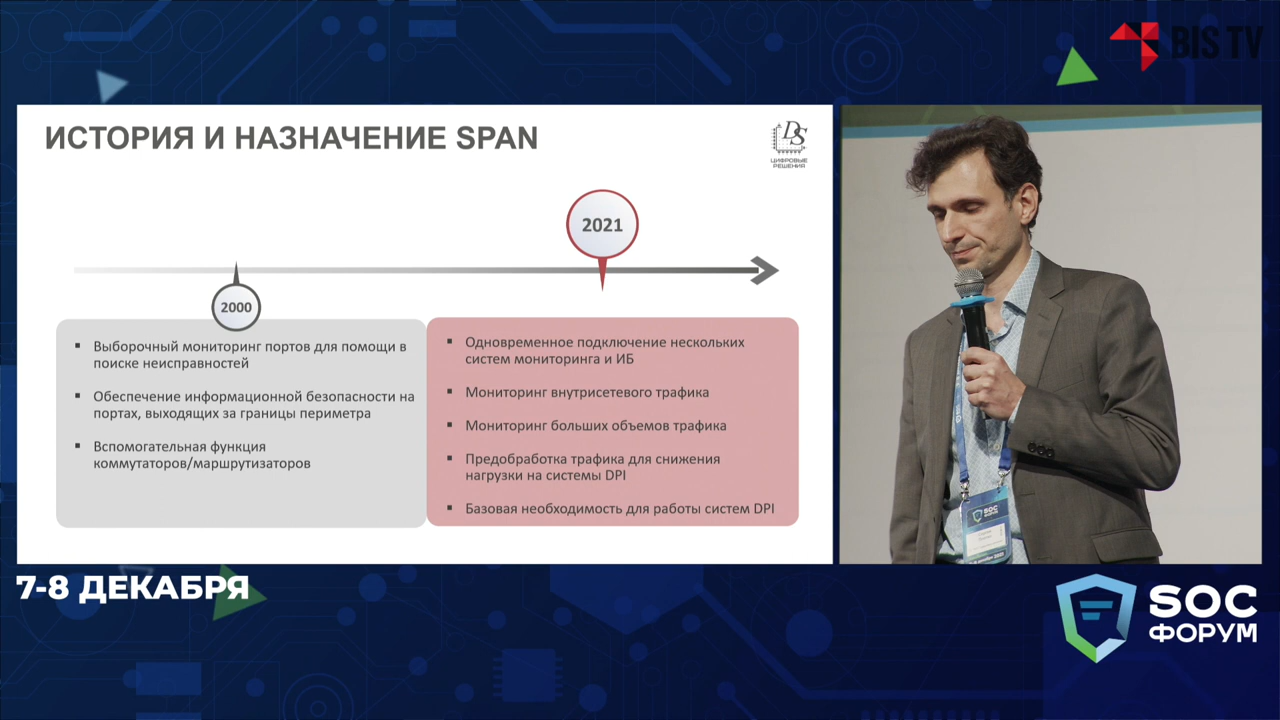 BIS TV
ИСТОРИЯ И НАЗНАЧЕНИЕ SPAN
DS
ЦИФРОВЫЕ
РЕШЕНИЯ
2021
2000
Выборочный мониторинг портов для помощи в
поиске неисправностей
Обеспечение информационной безопасности на
портах, выходящих за границы периметра
Вспомогательная функция
коммутаторов/маршрутизаторов
Одновременное подключение нескольких
систем мониторинга и ИБ
Мониторинг внутрисетевого трафика
Мониторинг больших объемов трафика
Предобработка трафика для снижения
нагрузки на системы DPI
Базовая необходимость для работы систем DPI
SOC
ФОРУМ
7-8 ДЕКАБРЯ
SOC
ФОРУМ